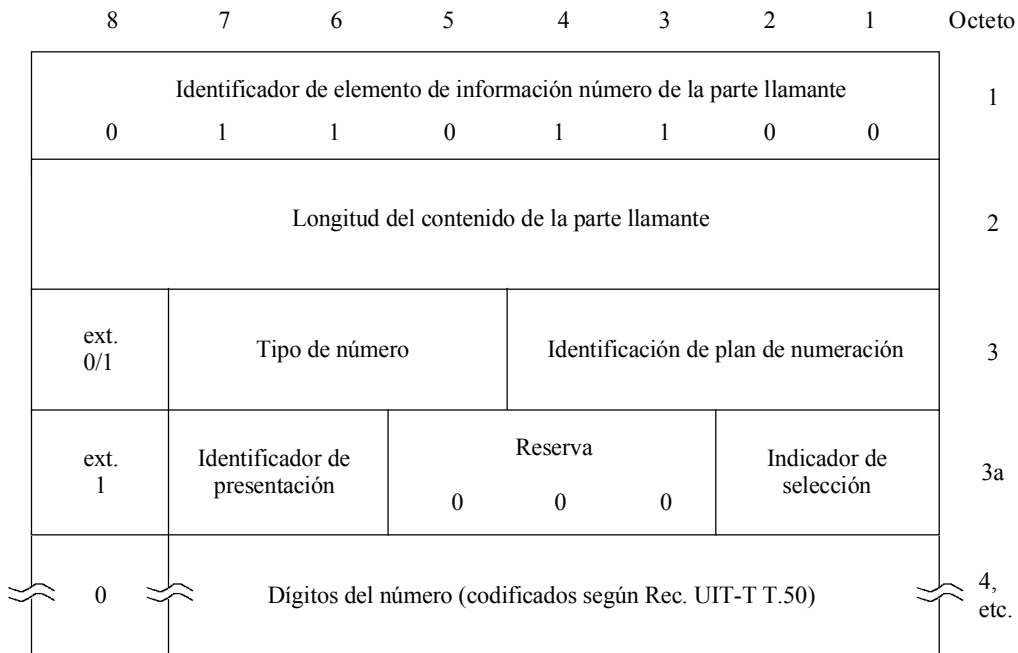 8 7 6 5 4 3 2 1 Octeto
Identificador de elemento de información número de la parte llamante
0 1 1 0 1 1 0 0
1
Longitud del contenido de la parte llamante
2
ext.
0/1
Tipo de número
Identificación de plan de numeración
3
ext.
1
Identificador de
presentación
Reserva
0 0 0
Indicador de
selección
3a
0
Dígitos del número (codificados según Rec. UIT-T T.50)
4,
etc.